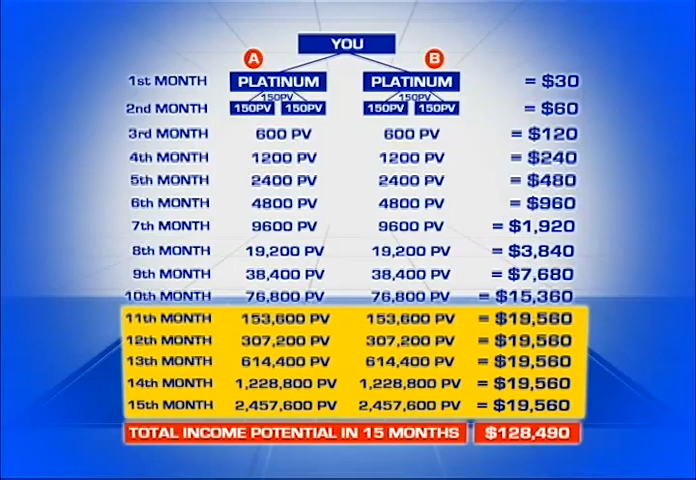 YOU
A B
1st MONTH PLATINUM PLATINUM = $30
150PV 150PV
2nd MONTH 150PV 150PV 150PV 150PV = $60
3rd MONTH 600 PV 600 PV = $120
4th MONTH 1200 PV 1200 PV = $240
5th MONTH 2400 PV 2400 PV = $480
6th MONTH 4800 PV 4800 PV = $960
7th MONTH 9600 PV 9600 PV = $1,920
8th MONTH 19,200 PV 19,200 PV = $3,840
9th MONTH 38,400 PV 38,400 PV = $7,680
10th MONTH 76,800 PV 76,800 PV = $15,360
11th MONTH 153,600 PV 153,600 PV = $19,560
12th MONTH 307,200 PV 307,200 PV = $19,560
13th MONTH 614,400 PV 614,400 PV = $19,560
14th MONTH 1,228,800 PV 1,228,800 PV = $19,560
15th MONTH 2,457,600 PV 2,457,600 PV = $19,560
TOTAL INCOME POTENTIAL IN 15 MONTHS $128,490